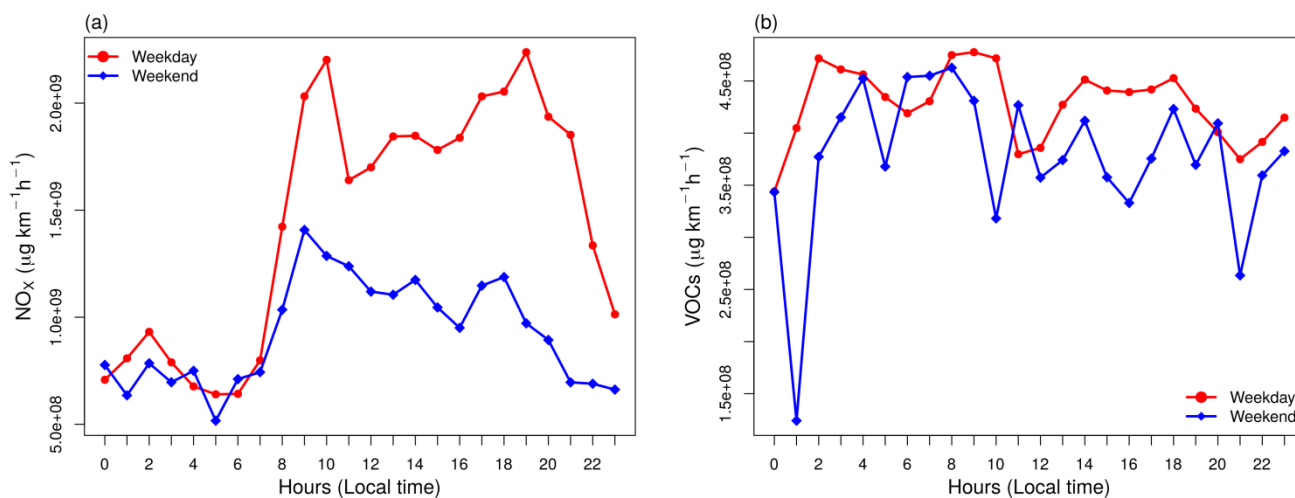 (a)
Weekday
Weekend
NOX (μg km−1h−1)
2.0e+09
1.5e+09
1.0e+09
5.0e+08
0 2 4 6 8 10 12 14 16 18 20 22
Hours (Local time)
(b)
VOCs (μg km−1h−1)
4.5e+08
3.5e+08
2.5e+08
1.5e+08
Weekday
Weekend
0 2 4 6 8 10 12 14 16 18 20 22
Hours (Local time)